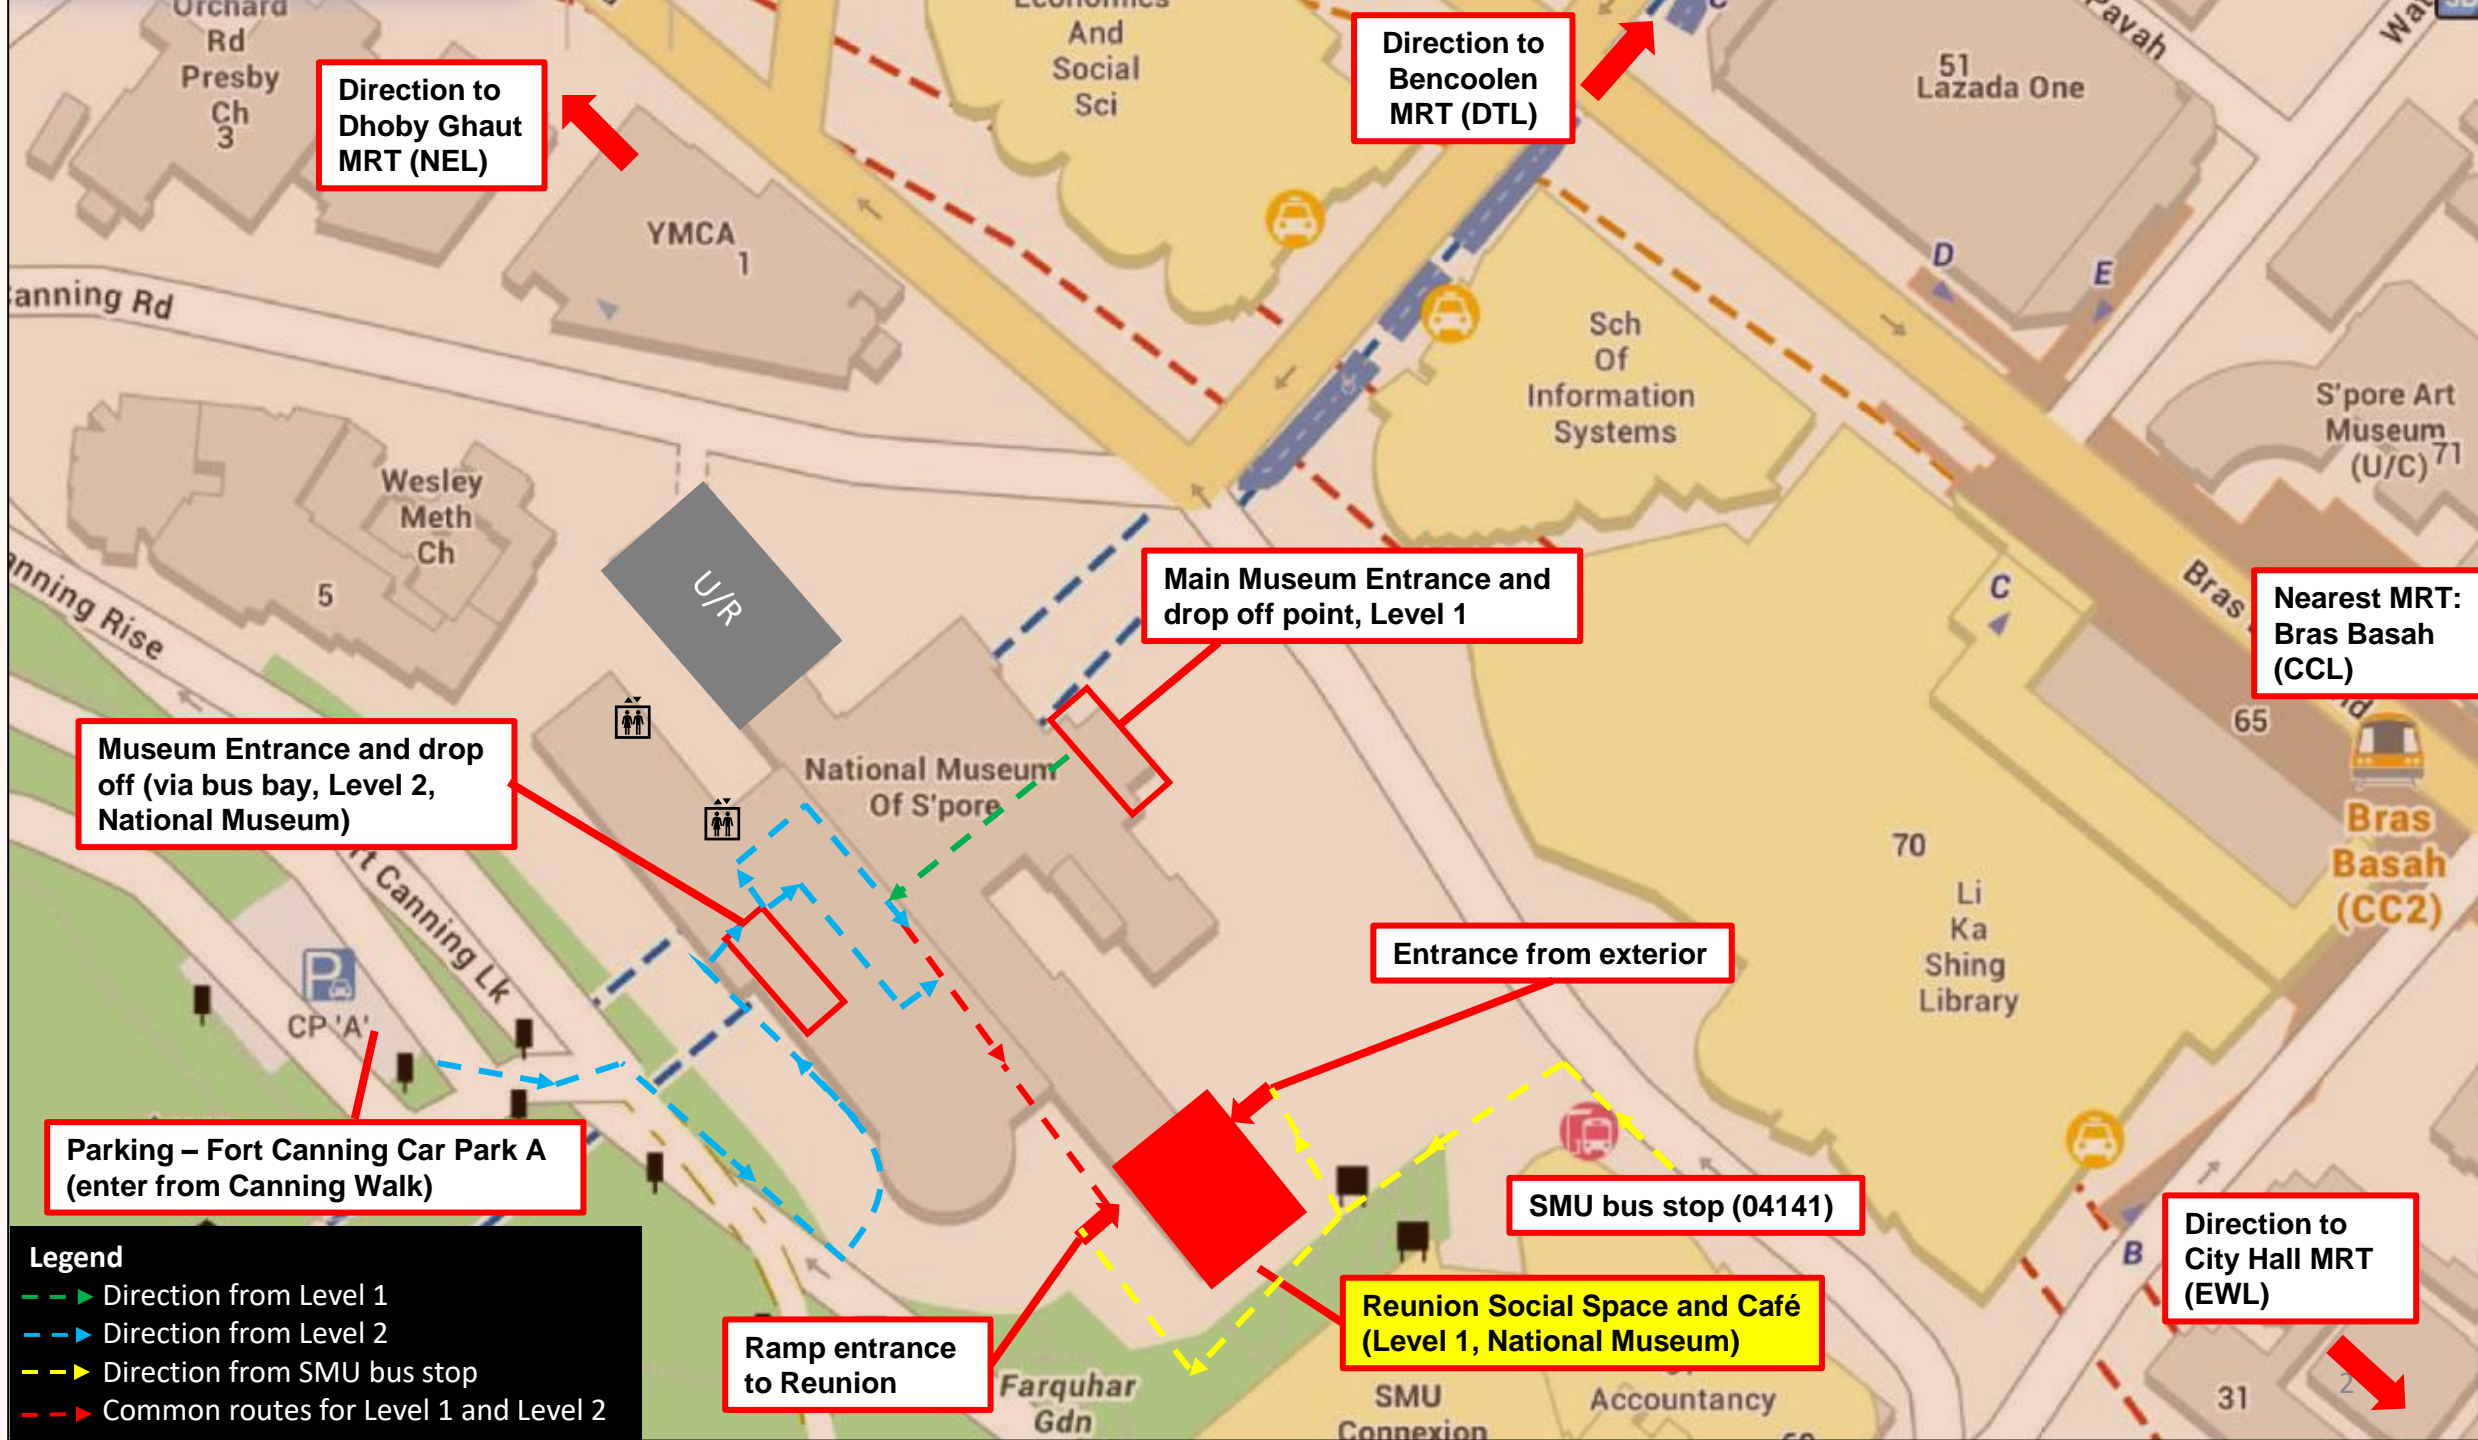 Orchard
Rd
Presby
Ch
3
Direction to
Dhoby Ghaut
MRT (NEL)
And
Social
Sci
Direction to
Bencoolen
MRT (DTL)
C
51
Lazada One
YMCA
1
anning Rd
D
E
Sch
Of
Information
Systems
S'pore Art
Museum
(U/C)
71
Wesley
Meth
Ch
5
anning Rise
U/R
Main Museum Entrance and
drop off point, Level 1
C
Bras
Nearest MRT:
Bras Basah
(CCL)
65
Museum Entrance and drop
off (via bus bay, Level 2,
National Museum)
National Museum
Of S'pore
rt Canning Lk
70
Li
Ka
Shing
Library
Bras
Basah
(CC2)
Entrance from exterior
P
CP 'A'
Parking – Fort Canning Car Park A
(enter from Canning Walk)
SMU bus stop (04141)
B
Direction to
City Hall MRT
(EWL)
Legend
Direction from Level 1
Direction from Level 2
Direction from SMU bus stop
Common routes for Level 1 and Level 2
Ramp entrance
to Reunion
Reunion Social Space and Café
(Level 1, National Museum)
Farquhar
Gdn
SMU
Connexion
Accountancy
31
2